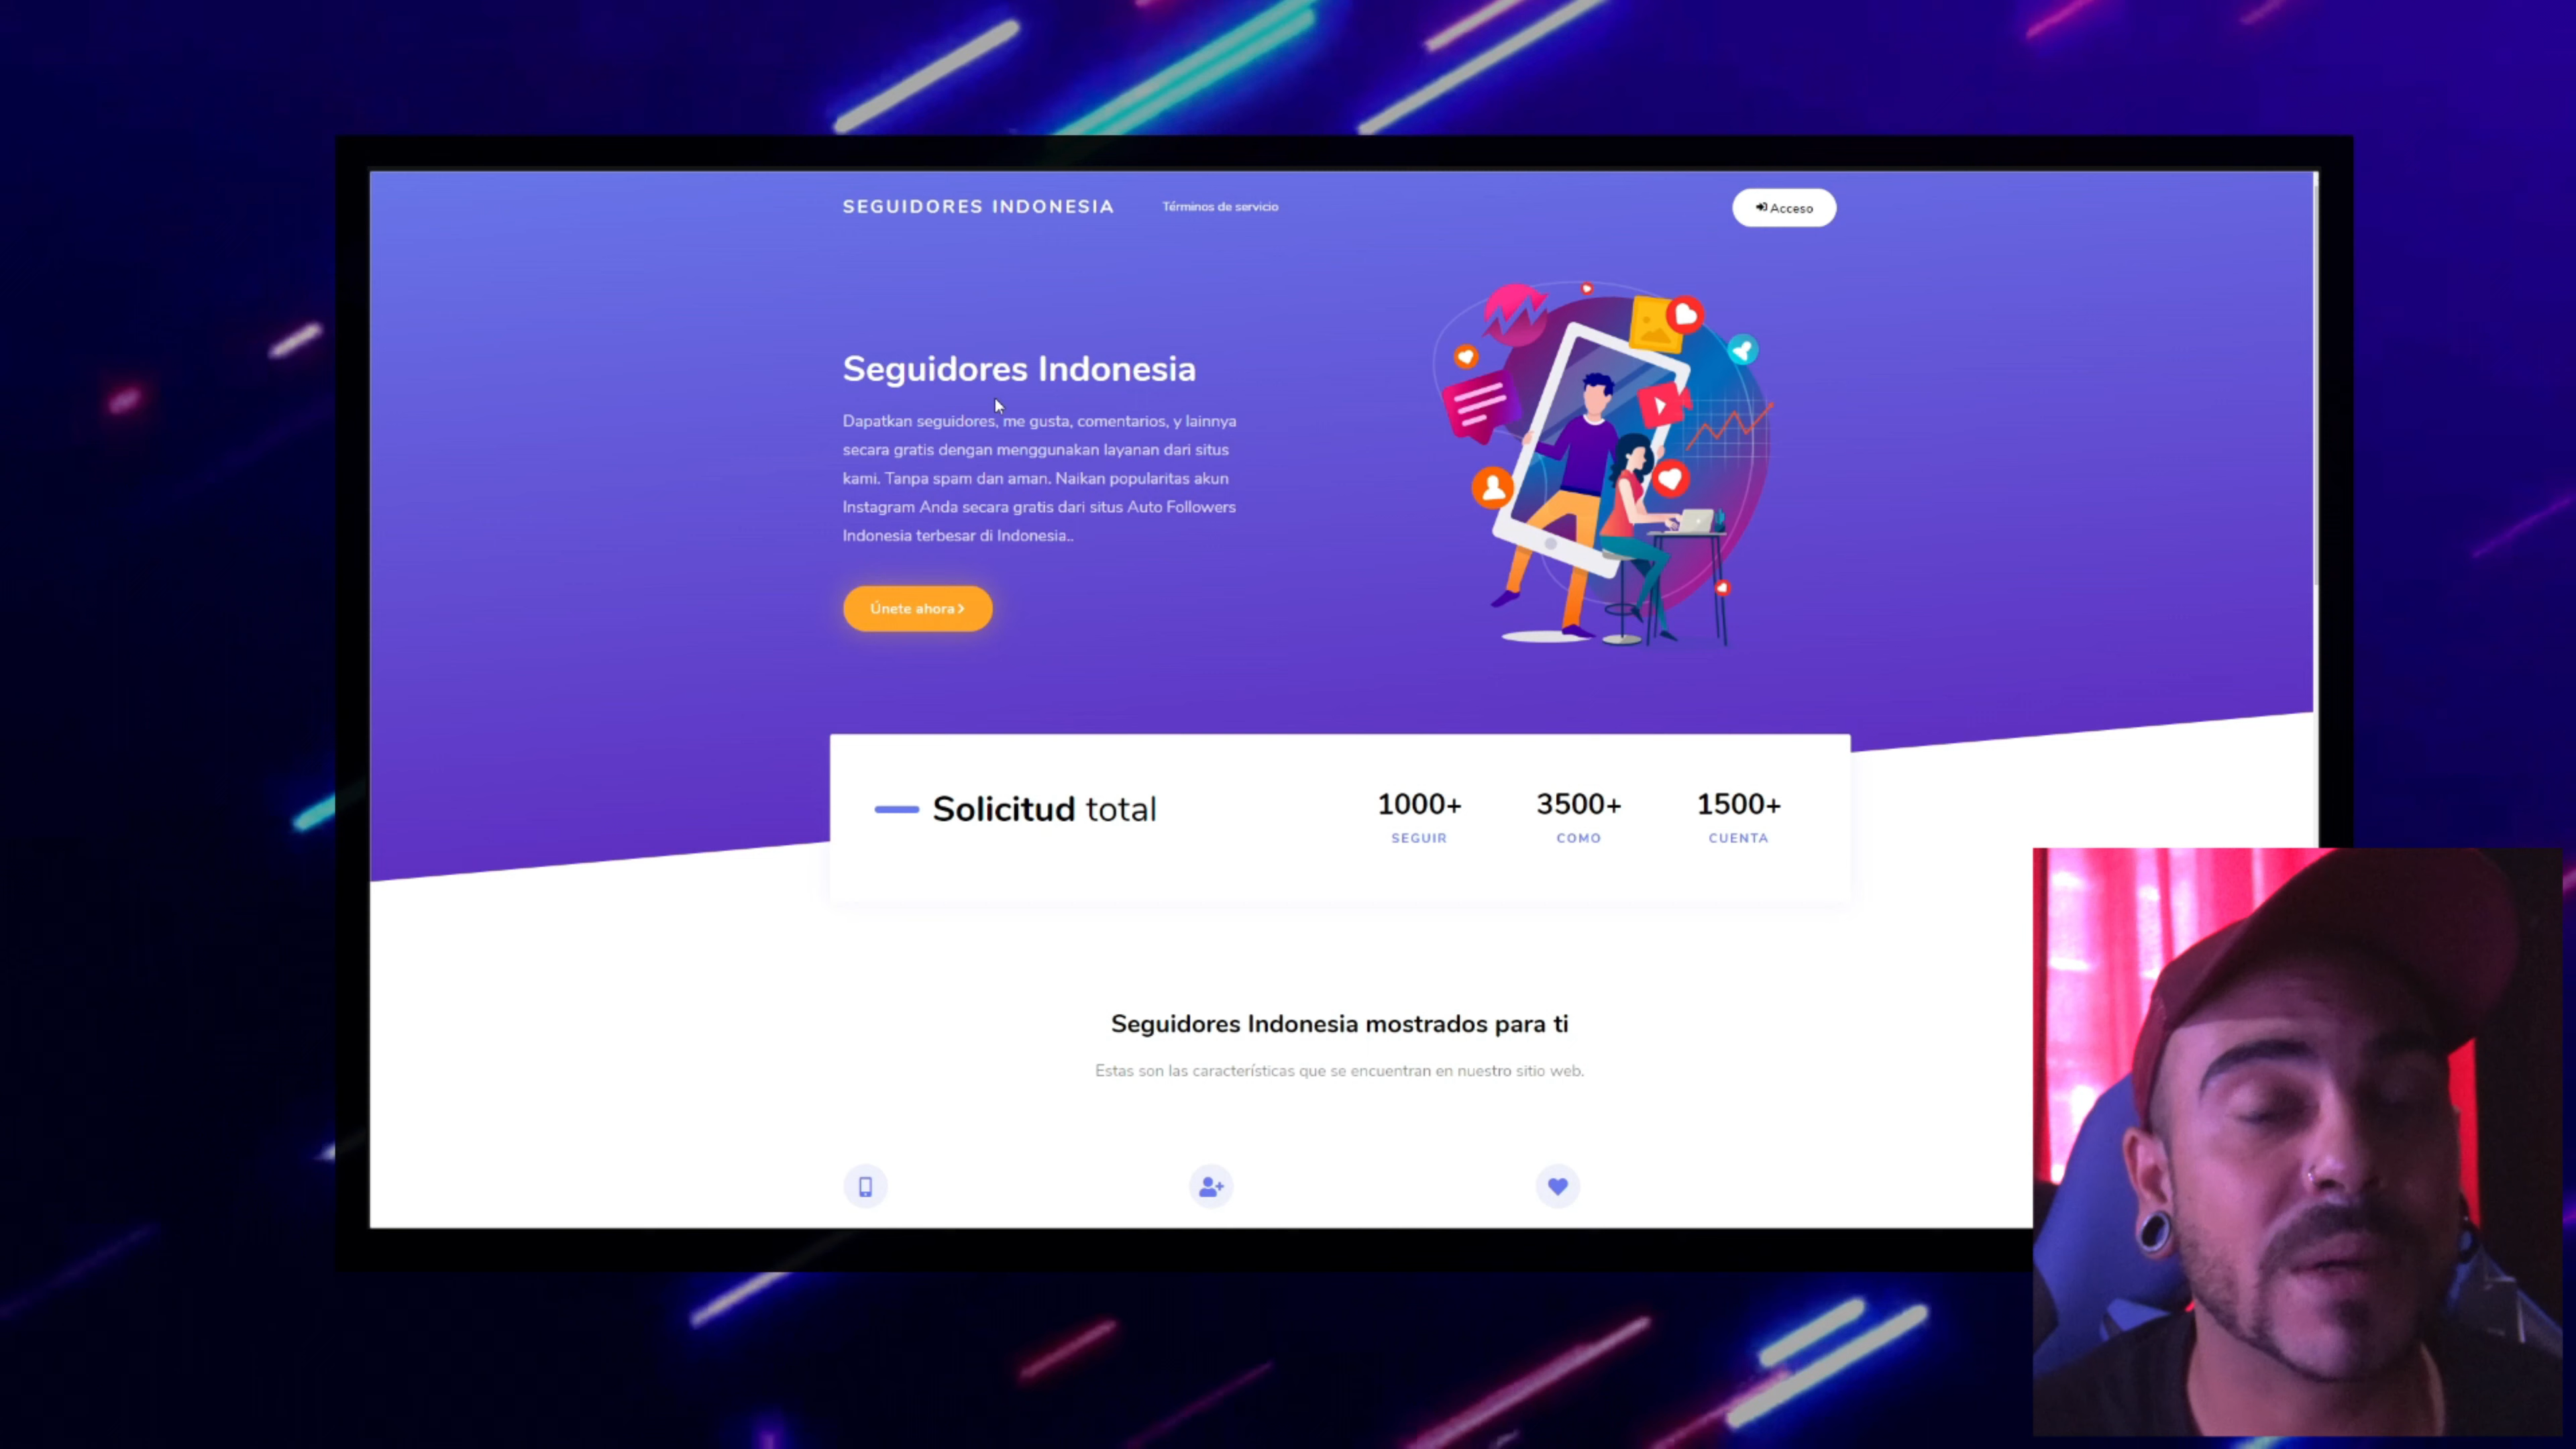 SEGUIDORES INDONESIA
Términos de servicio
Acceso
Seguidores Indonesia
Dapatkan seguidores, me gusta, comentarios, y lainnya
secara gratis dengan menggunakan layanan dari situs
kami. Tanpa spam dan aman. Naikan popularitas akun
Instagram Anda secara gratis dari situs Auto Followers
Indonesia terbesar di Indonesia..
Únete ahora
Solicitud total
1000+
3500+
1500+
SEGUIR
COMO
CUENTA
Seguidores Indonesia mostrados para ti
Estas son las características que se encuentran en nuestro sitio web.